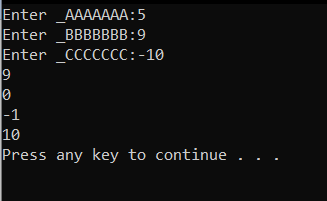 Enter _AAAAAAA:5
Enter _BBBBBBB:9
Enter _CCCCCCC:-10
9
0
-1
10
Press any key to continue . . .